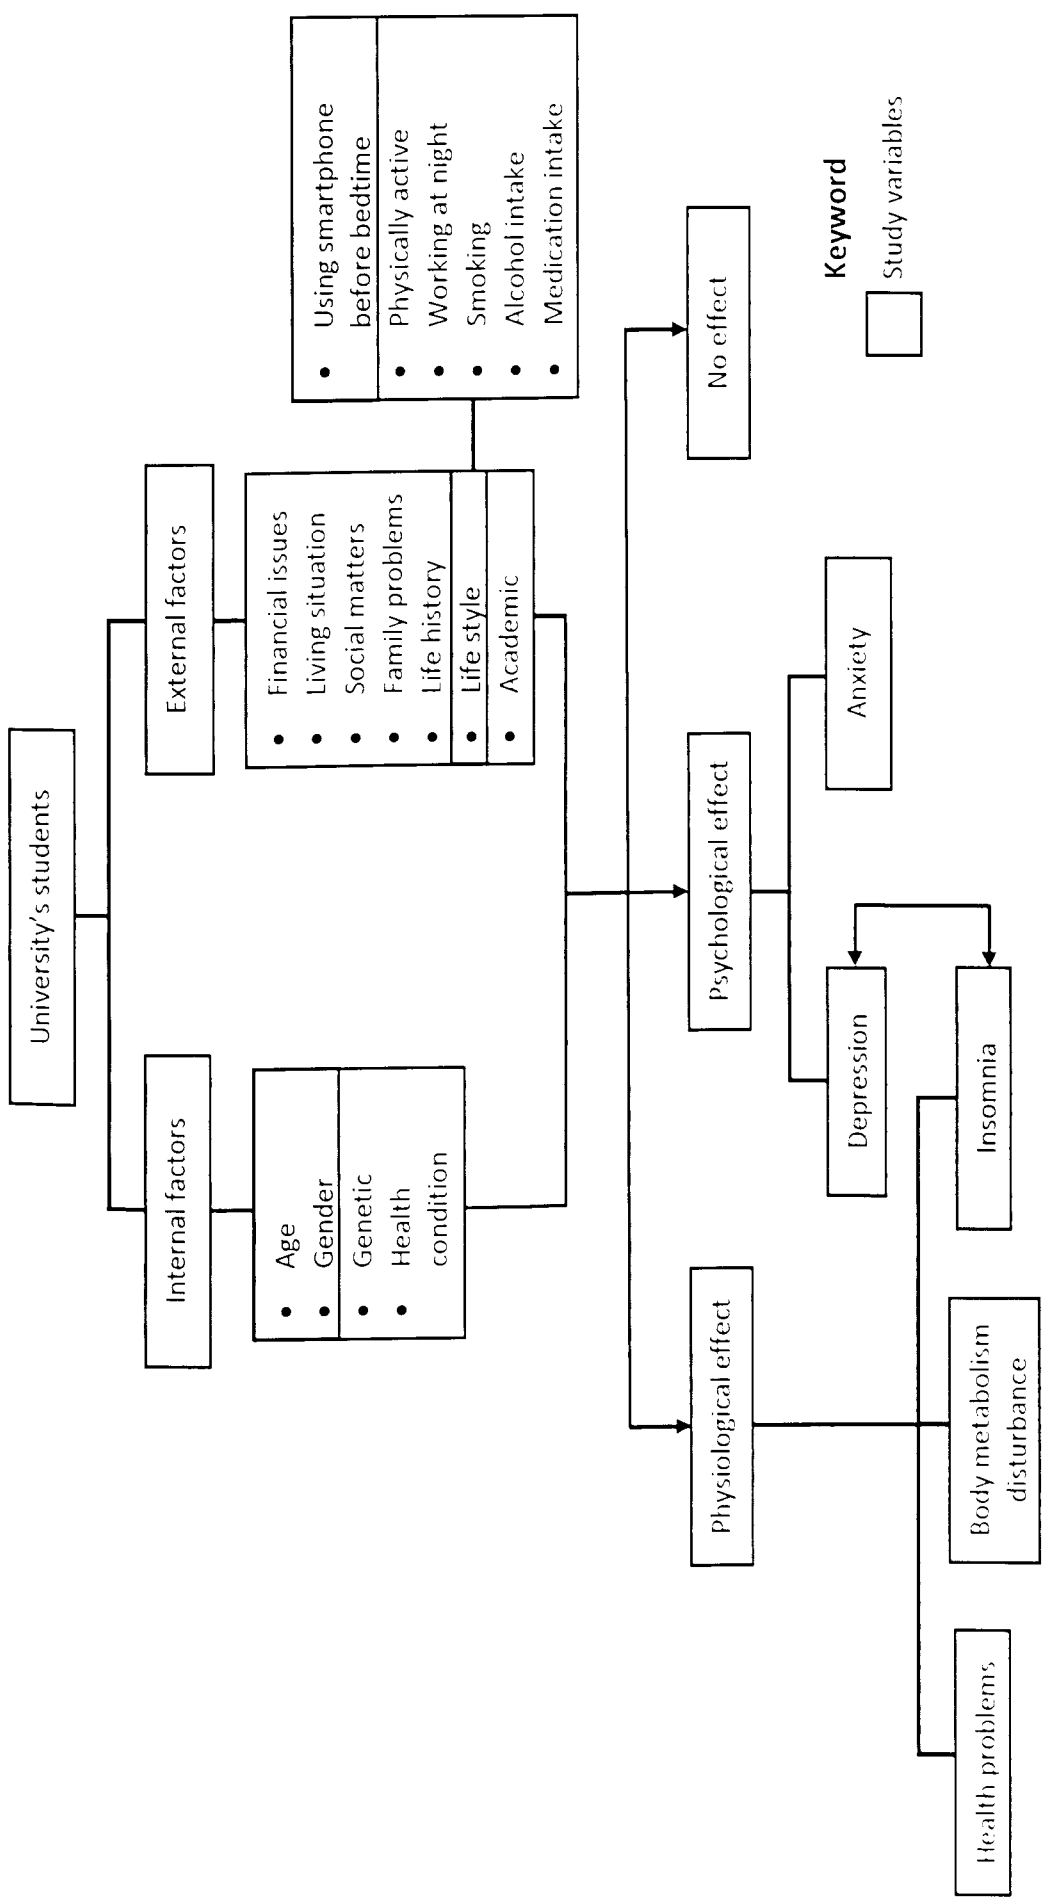 University's students
Internal factors
External factors
• Age
• Gender
• Genetic
• Health
condition
• Financial issues
• Living situation
• Social matters
• Family problems
• Life history
• Life style
• Academic
• Using smartphone
before bedtime
• Physically active
• Working at night
• Smoking
• Alcohol intake
• Medication intake
Physiological effect
Psychological effect
No effect
Depression
Anxiety
Health problems
Body metabolism
disturbance
Insomnia
Keyword
Study variables